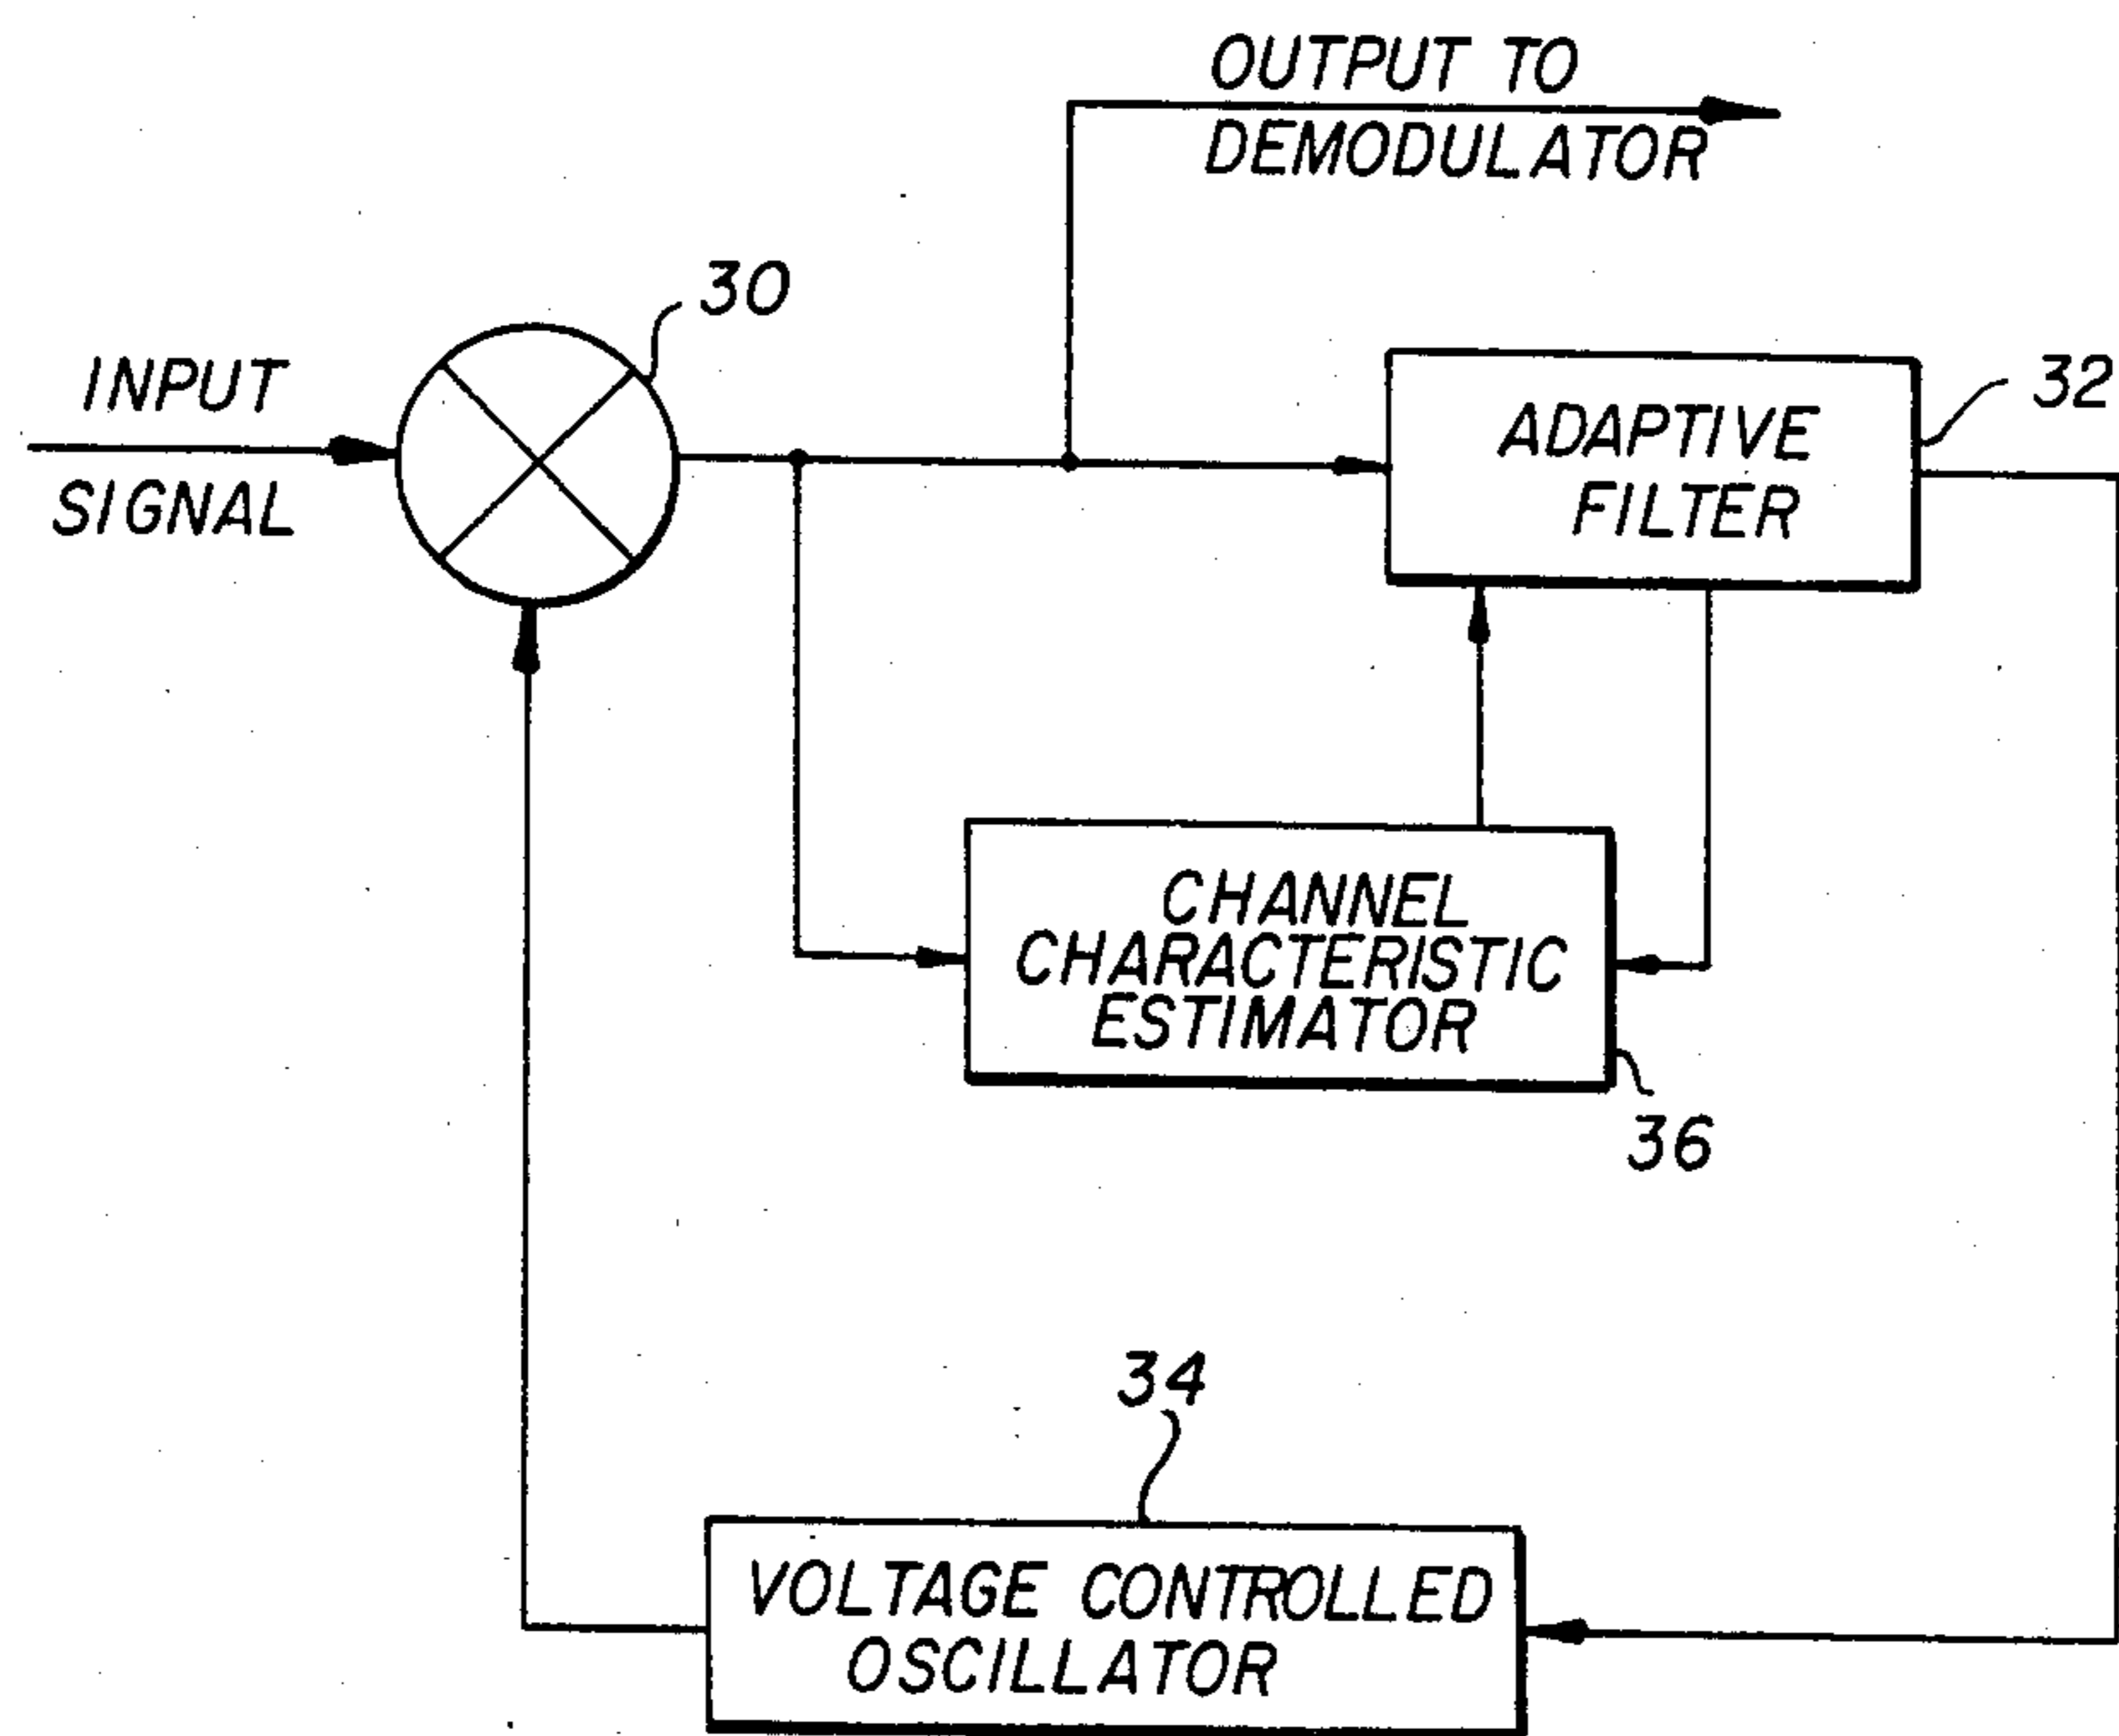 OUTPUT TO
DEMODULATOR
30
INPUT
SIGNAL
32
ADAPTIVE
FILTER
CHANNEL
CHARACTERISTIC
ESTIMATOR
36
34
VOLTAGE CONTROLLED
OSCILLATOR